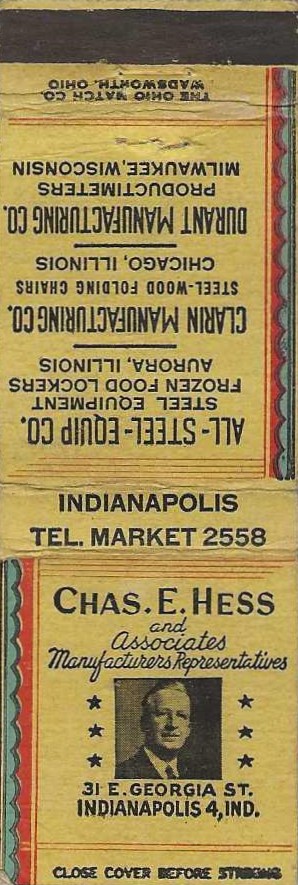 ALL-STEEL-EQUIP CO.
STEEL EQUIPMENT
FROZEN FOOD LOCKERS
AURORA, ILLINOIS
CLARIN MANUFACTURING CO.
STEEL-WOOD FOLDING CHAIRS
CHICAGO, ILLINOIS
DURANT MANUFACTURING CO.
PRODUCTIMETERS
MILWAUKEE, WISCONSIN
THE OHIO MATCH CO.
WADSWORTH, OHIO
INDIANAPOLIS
TEL. MARKET 2558
CHAS. E. HESS
and
Associates
Manufacturers Representatives
31 E. GEORGIA ST.
INDIANAPOLIS 4, IND.
CLOSE COVER BEFORE STRIKING